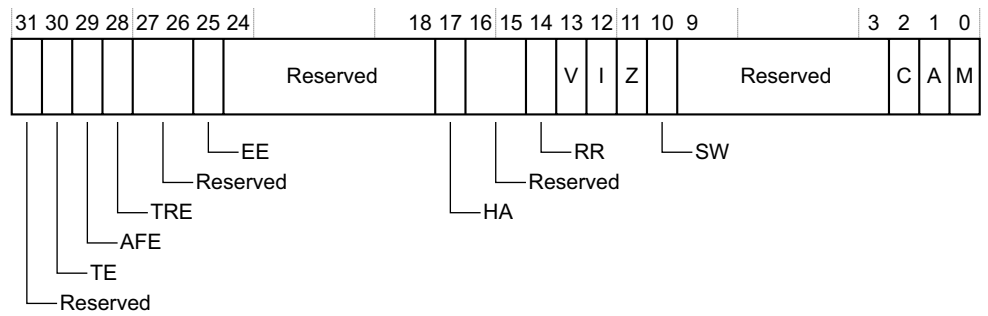 31 30 29 28 27 26 25 24 18 17 16 15 14 13 12 11 10 9 3 2 1 0
Reserved V I Z Reserved C A M
EE RR SW
Reserved Reserved
TRE HA
AFE
TE
Reserved